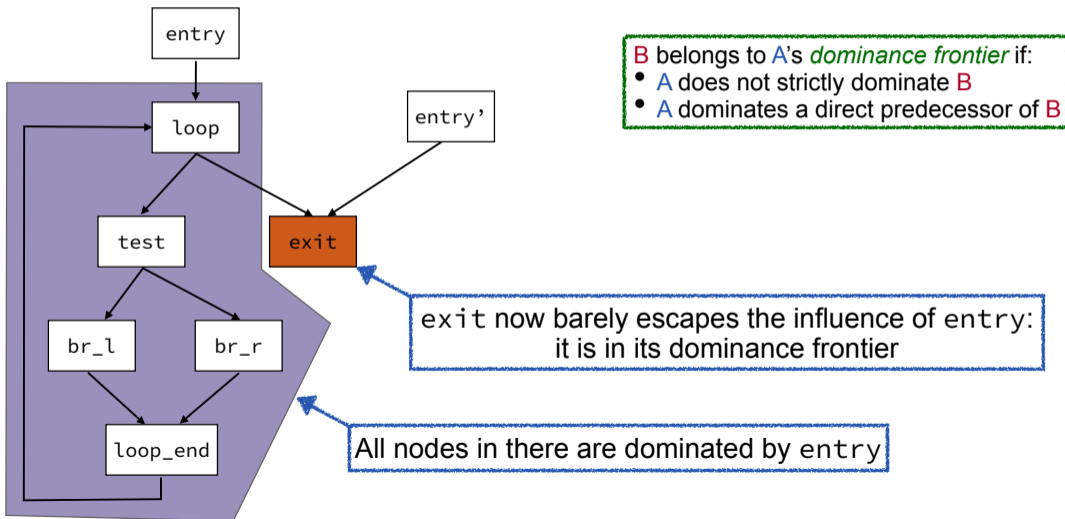 entry
B belongs to A's dominance frontier if:
• A does not strictly dominate B
• A dominates a direct predecessor of B
loop
entry’
test
exit
exit now barely escapes the influence of entry:
it is in its dominance frontier
br_l
br_r
loop_end
All nodes in there are dominated by entry